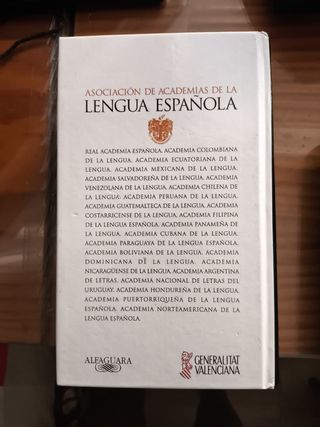 ASOCIACIÓN DE ACADEMIAS DE LA
LENGUA ESPAÑOLA
REAL ACADEMIA ESPAÑOLA. ACADEMIA COLOMBIANA
DE LA LENGUA. ACADEMIA ECUATORIANA DE LA
LENGUA. ACADEMIA MEXICANA DE LA LENGUA.
ACADEMIA SALVADOREÑA DE LA LENGUA. ACADEMIA
VENEZOLANA DE LA LENGUA. ACADEMIA CHILENA DE
LA LENGUA. ACADEMIA PERUANA DE LA LENGUA.
ACADEMIA GUATEMALTECA DE LA LENGUA. ACADEMIA
COSTARRICENSE DE LA LENGUA. ACADEMIA FILIPINA
DE LA LENGUA ESPAÑOLA. ACADEMIA PANAMEÑA DE
LA LENGUA. ACADEMIA CUBANA DE LA LENGUA.
ACADEMIA PARAGUAYA DE LA LENGUA ESPAÑOLA.
ACADEMIA BOLIVIANA DE LA LENGUA. ACADEMIA
DOMINICANA DE LA LENGUA. ACADEMIA
NICARAGÜENSE DE LA LENGUA. ACADEMIA ARGENTINA
DE LETRAS. ACADEMIA NACIONAL DE LETRAS DEL
URUGUAY. ACADEMIA HONDUREÑA DE LA LENGUA.
ACADEMIA PUERTORRIQUEÑA DE LA LENGUA
ESPAÑOLA. ACADEMIA NORTEAMERICANA DE LA
LENGUA ESPAÑOLA.
ALFAGUARA
GENERALITAT
VALENCIANA